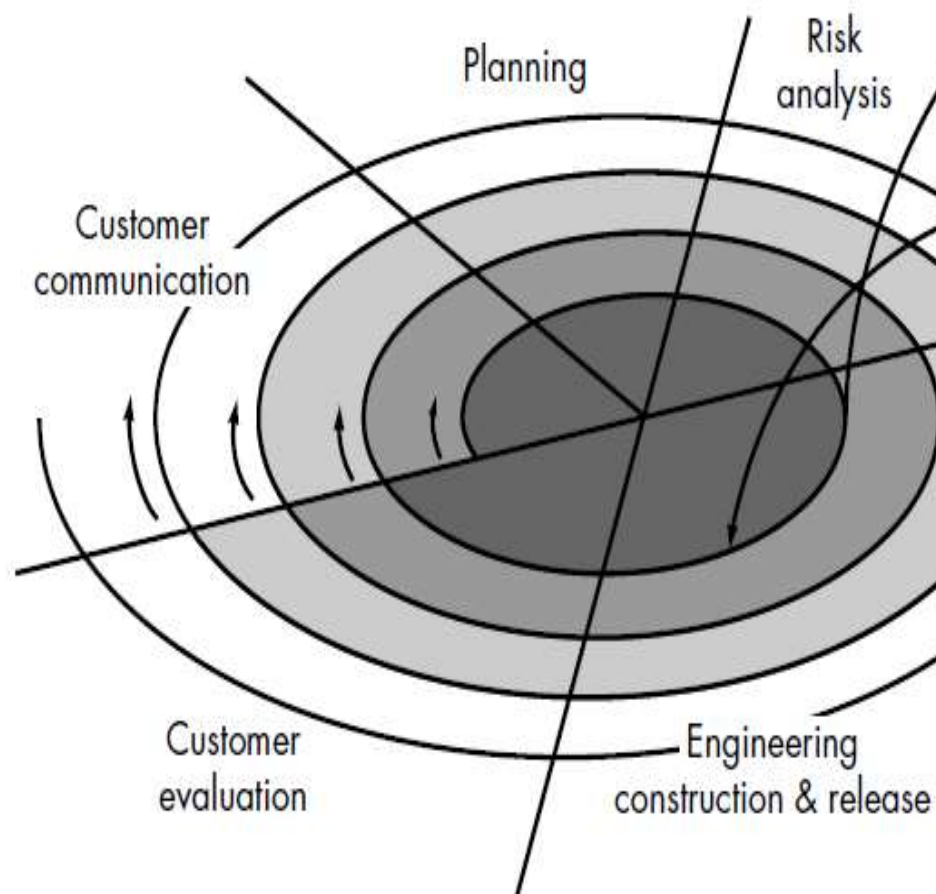 Planning
Risk
analysis
Customer
communication
Customer
evaluation
Engineering
construction & release